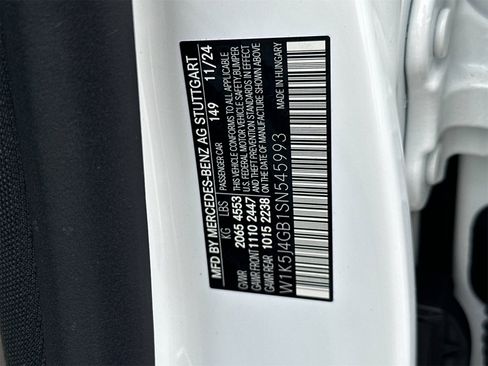 MFD BY MERCEDES-BENZ AG STUTTGART
PASSENGER CAR 149 11/24
KG LBS
GVWR 2065 4553
GAWR FRONT 1110 2447
GAWR REAR 1015 2238
THIS VEHICLE CONFORMS TO ALL APPLICABLE
U.S. FEDERAL MOTOR VEHICLE SAFETY/BUMPER
AND THEFT PREVENTION STANDARDS IN EFFECT
ON THE DATE OF MANUFACTURE SHOWN ABOVE
MADE IN HUNGARY
W1K5J4GB1SN545993